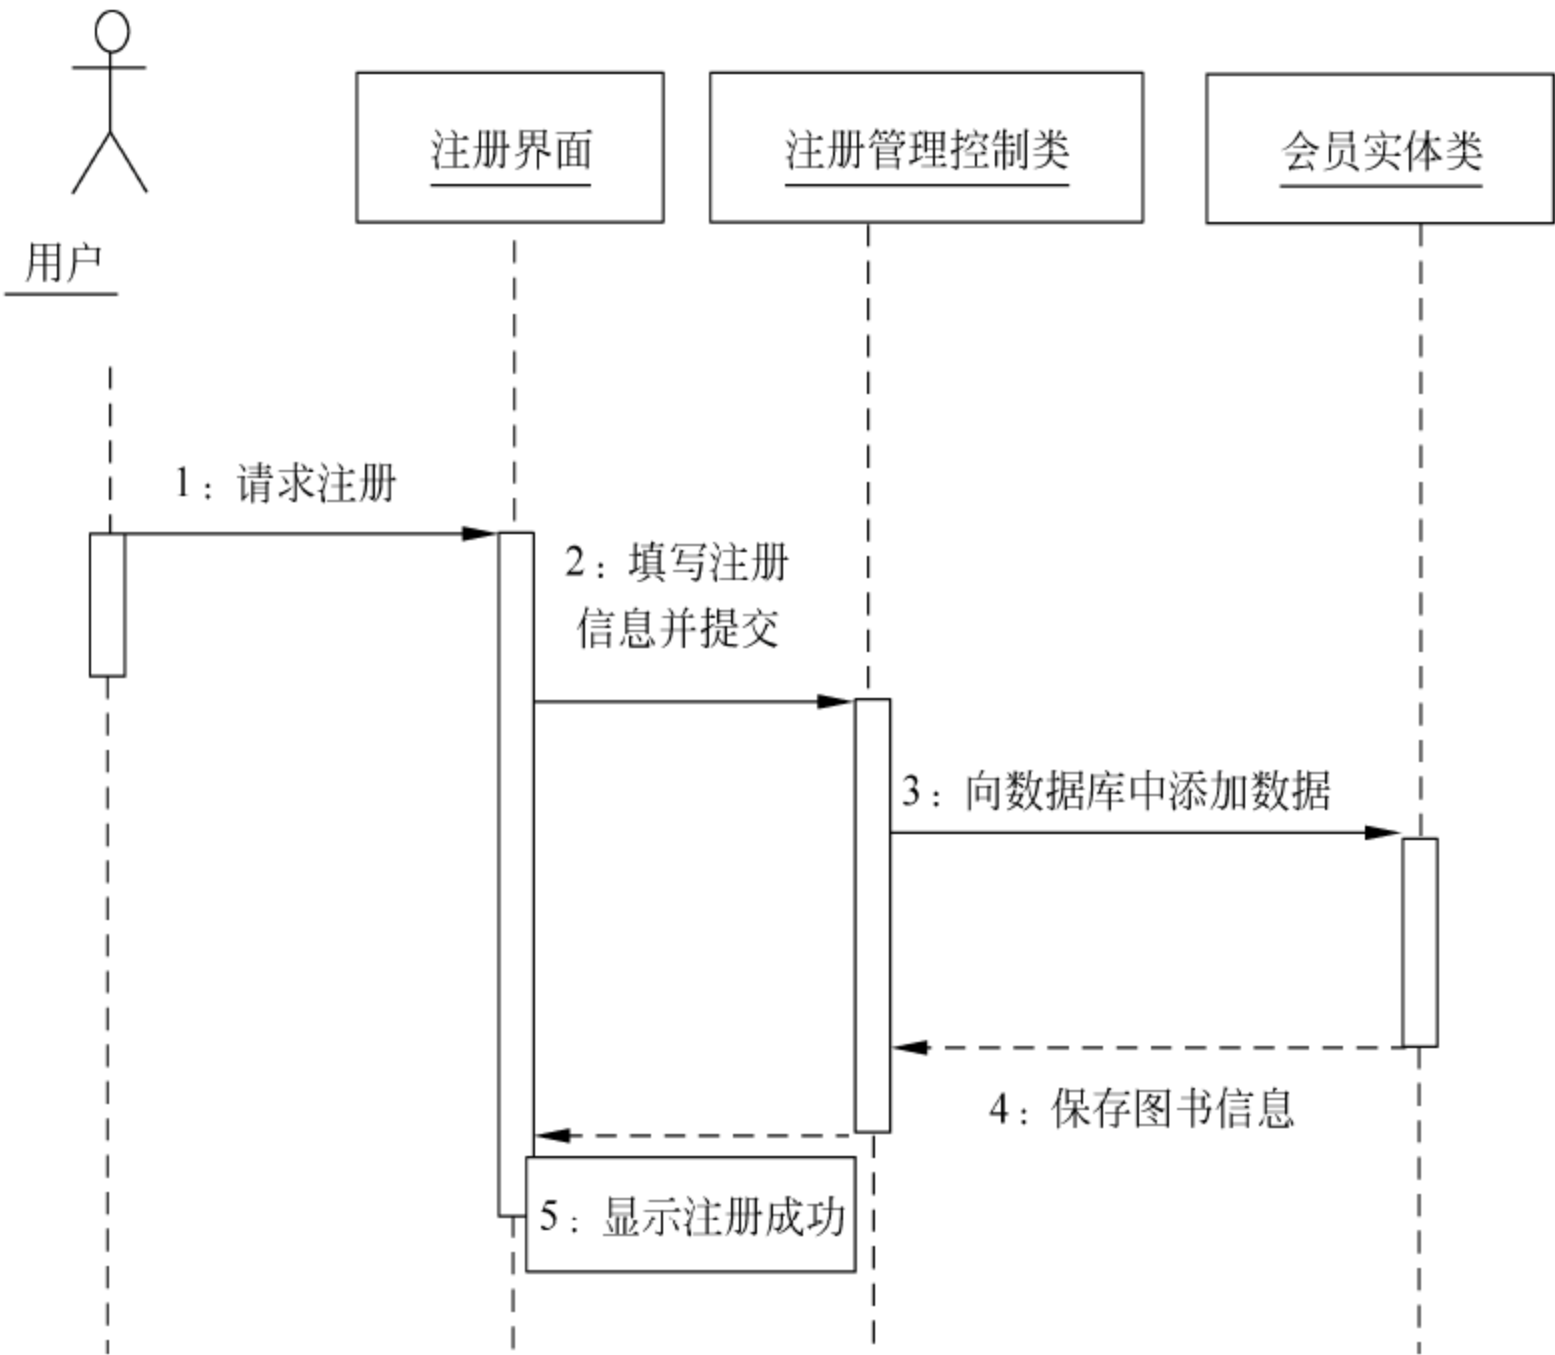 用户
注册界面
注册管理控制类
会员实体类
1：请求注册
2：填写注册
信息并提交
3：向数据库中添加数据
4：保存图书信息
5：显示注册成功